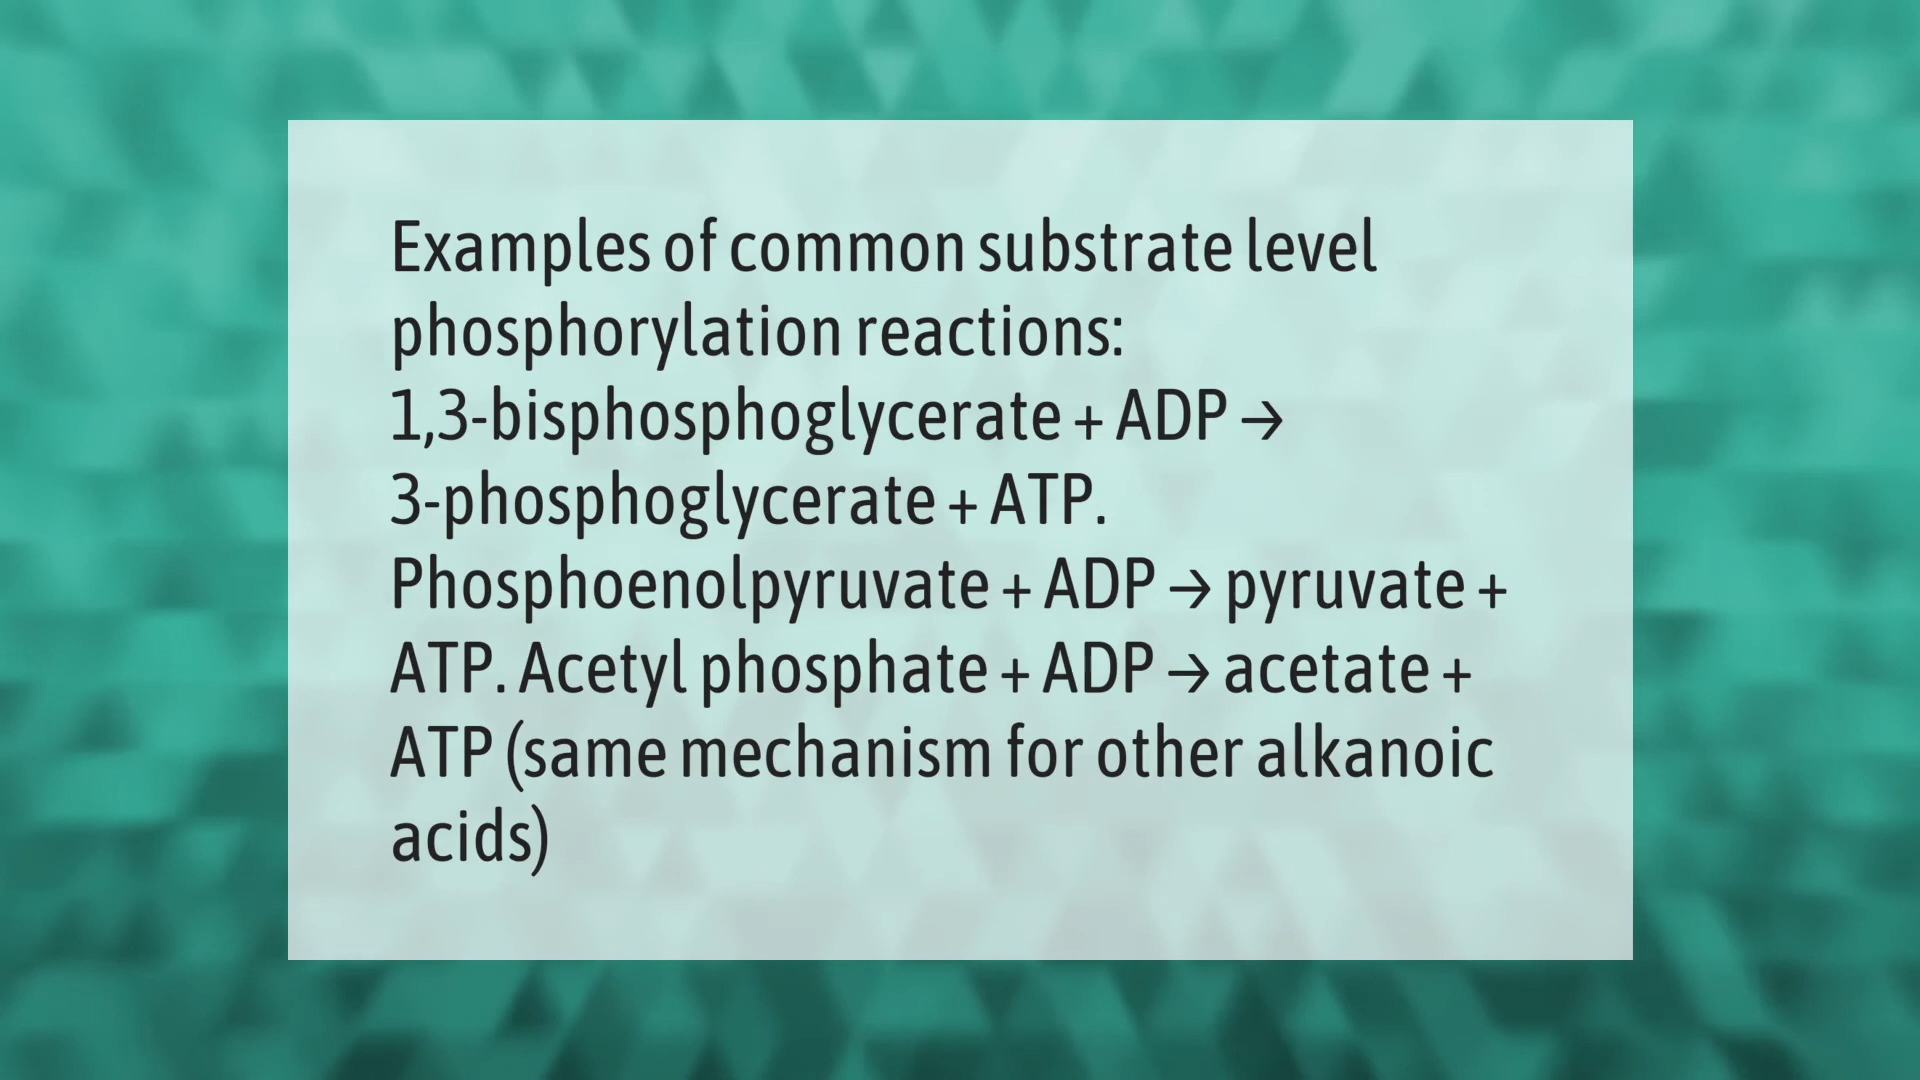 Examples of common substrate level
phosphorylation reactions:
1,3-bisphosphoglycerate + ADP →
3-phosphoglycerate + ATP.
Phosphoenolpyruvate + ADP → pyruvate +
ATP. Acetyl phosphate + ADP → acetate +
ATP (same mechanism for other alkanoic
acids)